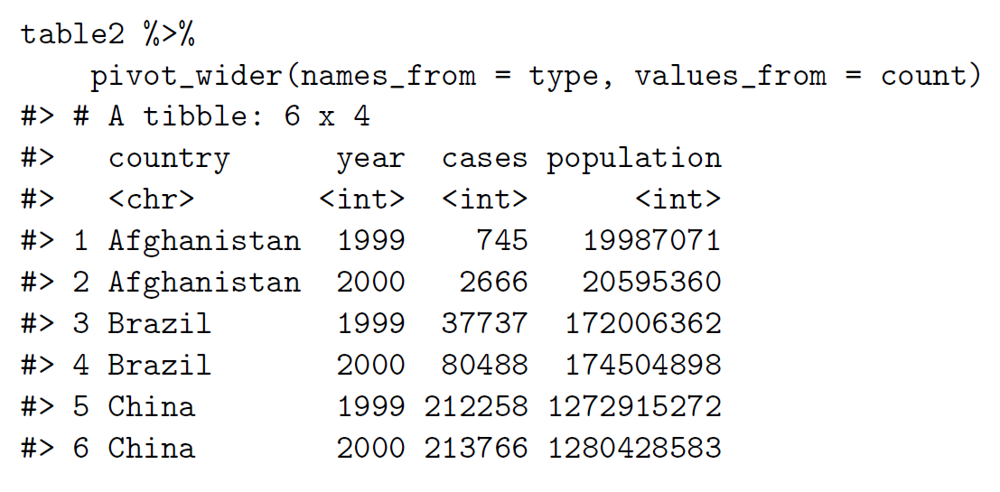 table2 %>%
    pivot_wider(names_from = type, values_from = count)
#> # A tibble: 6 x 4
#>   country      year  cases population
#>   <chr>       <int>  <int>      <int>
#> 1 Afghanistan  1999    745   19987071
#> 2 Afghanistan  2000   2666   20595360
#> 3 Brazil       1999  37737  172006362
#> 4 Brazil       2000  80488  174504898
#> 5 China        1999 212258 1272915272
#> 6 China        2000 213766 1280428583